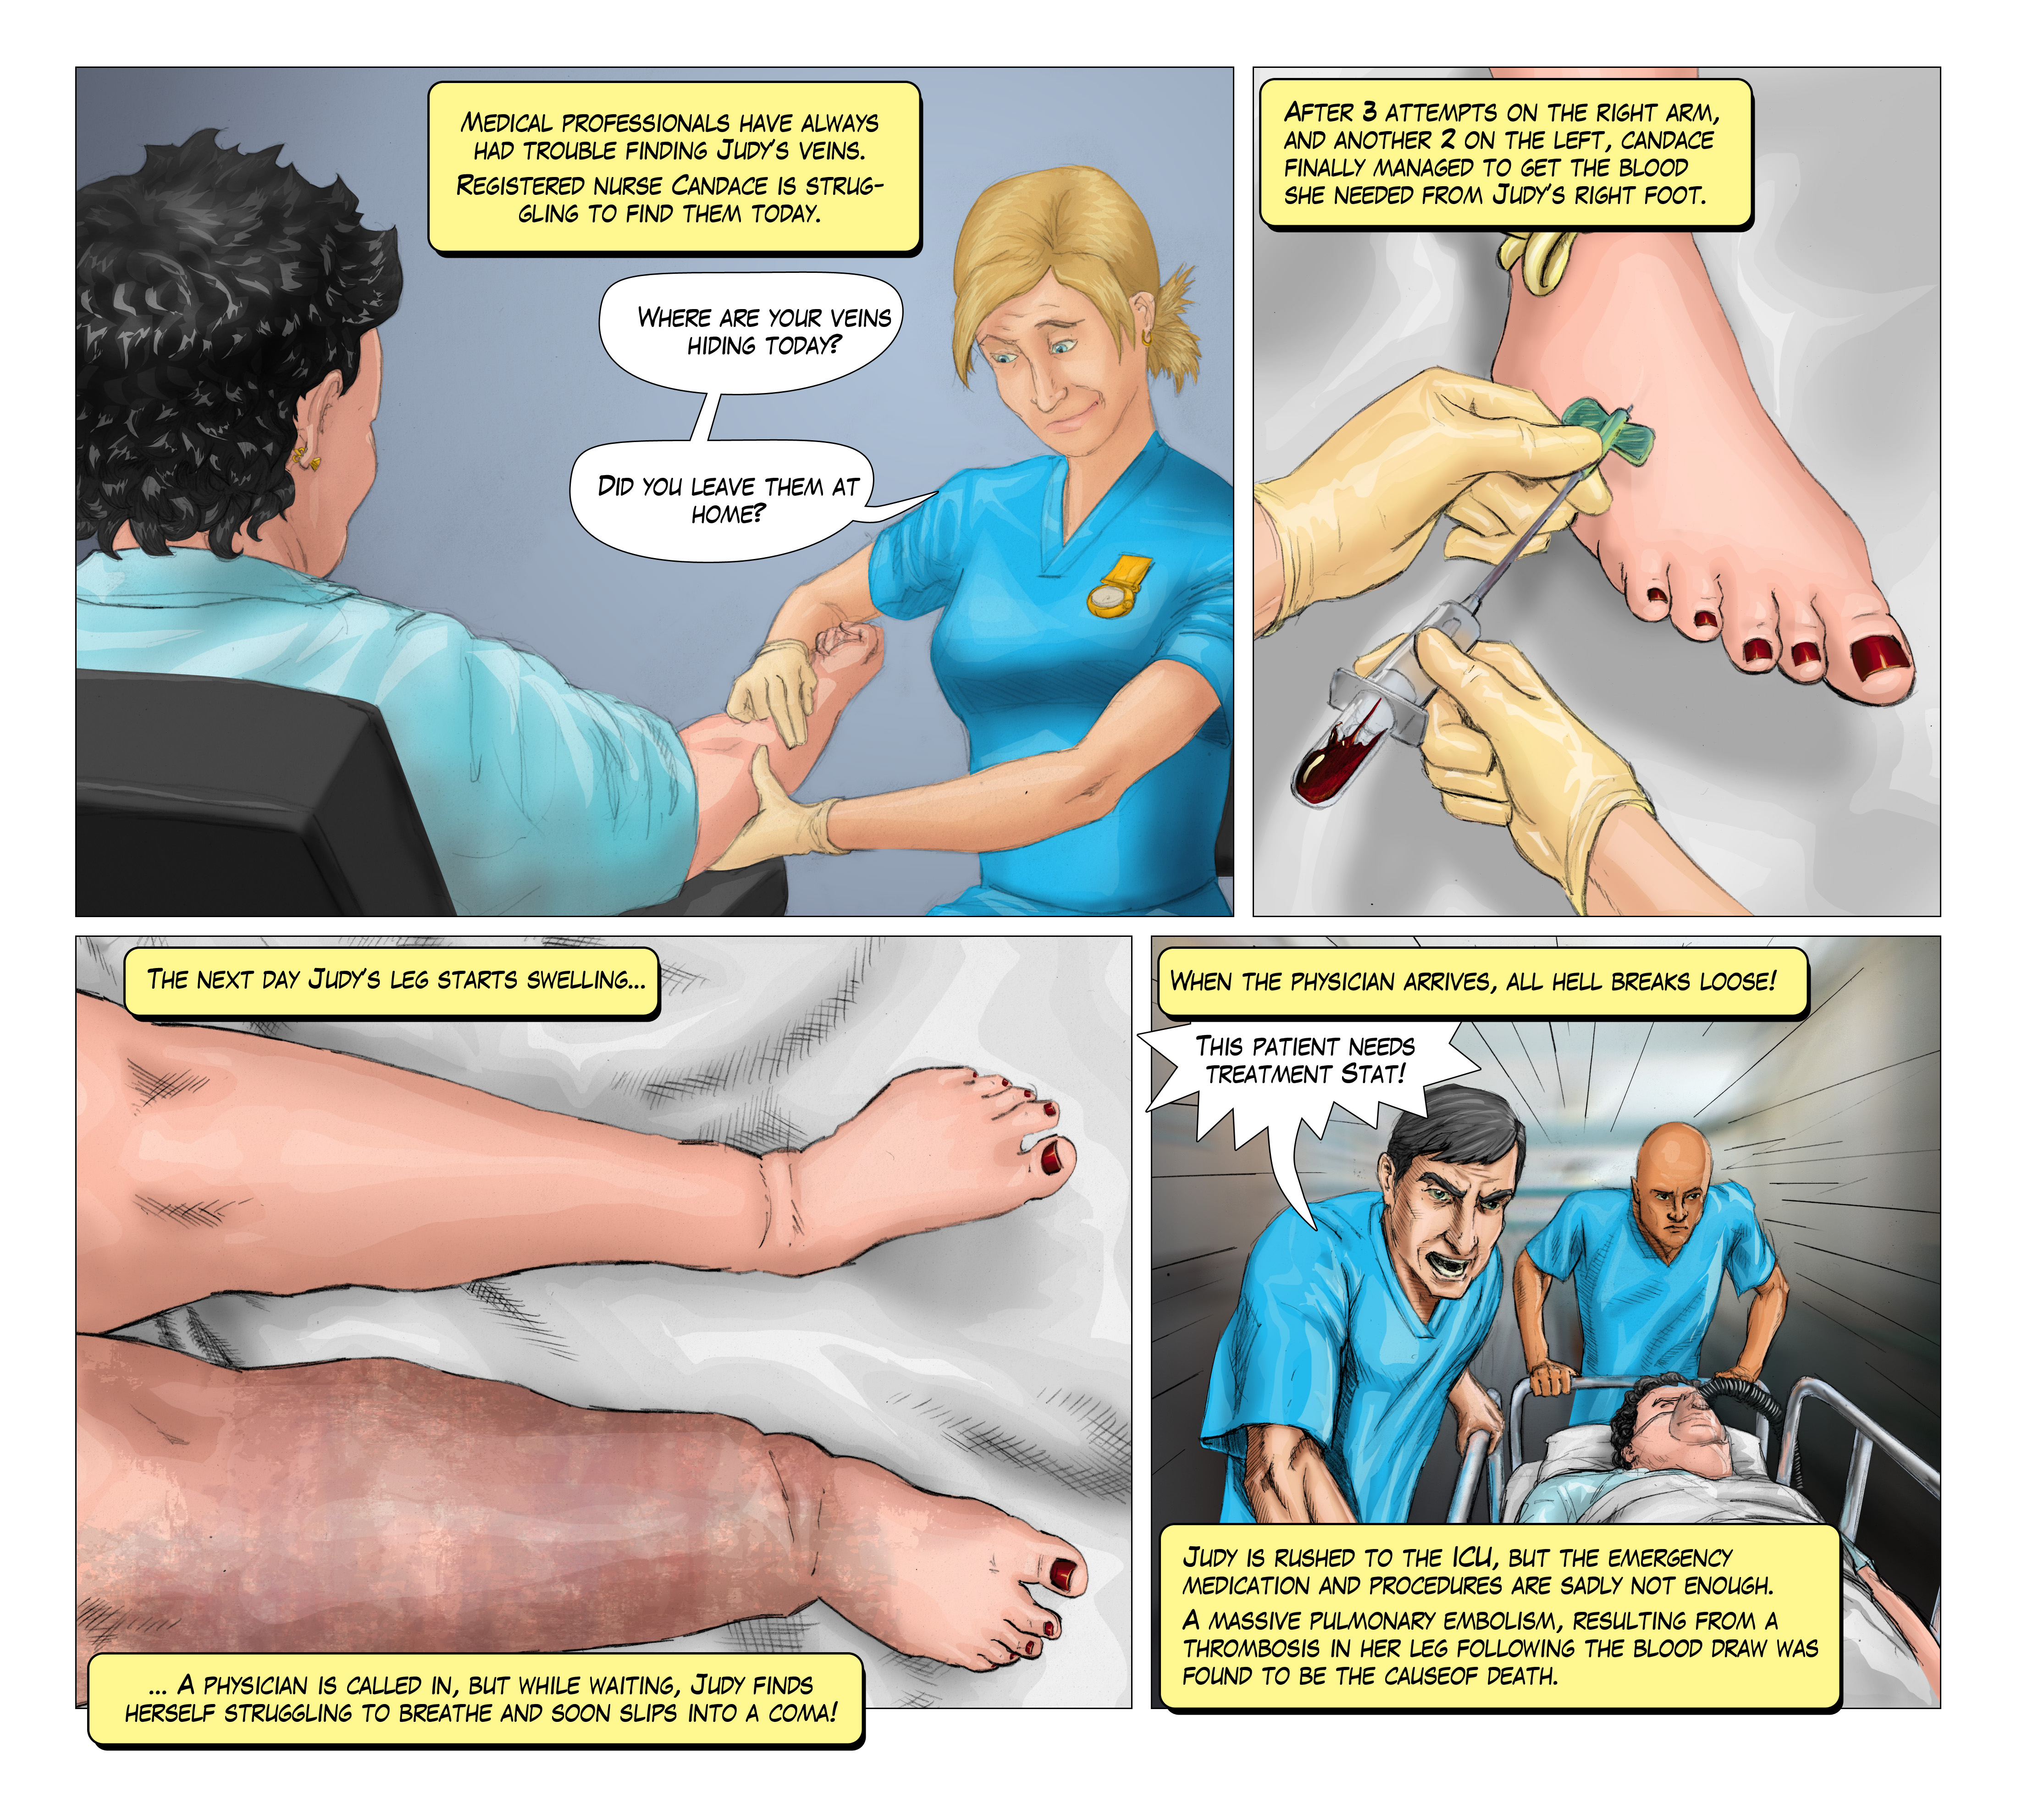 Medical professionals have always
had trouble finding Judy's veins.
Registered nurse Candace is strug-
gling to find them today.
Where are your veins
hiding today?
Did you leave them at
home?
After 3 attempts on the right arm,
and another 2 on the left, Candace
finally managed to get the blood
she needed from Judy's right foot.
The next day Judy's leg starts swelling...
... A physician is called in, but while waiting, Judy finds
herself struggling to breathe and soon slips into a coma!
When the physician arrives, all hell breaks loose!
This patient needs
treatment Stat!
Judy is rushed to the ICU, but the emergency
medication and procedures are sadly not enough.
A massive pulmonary embolism, resulting from a
thrombosis in her leg following the blood draw was
found to be the causeof death.